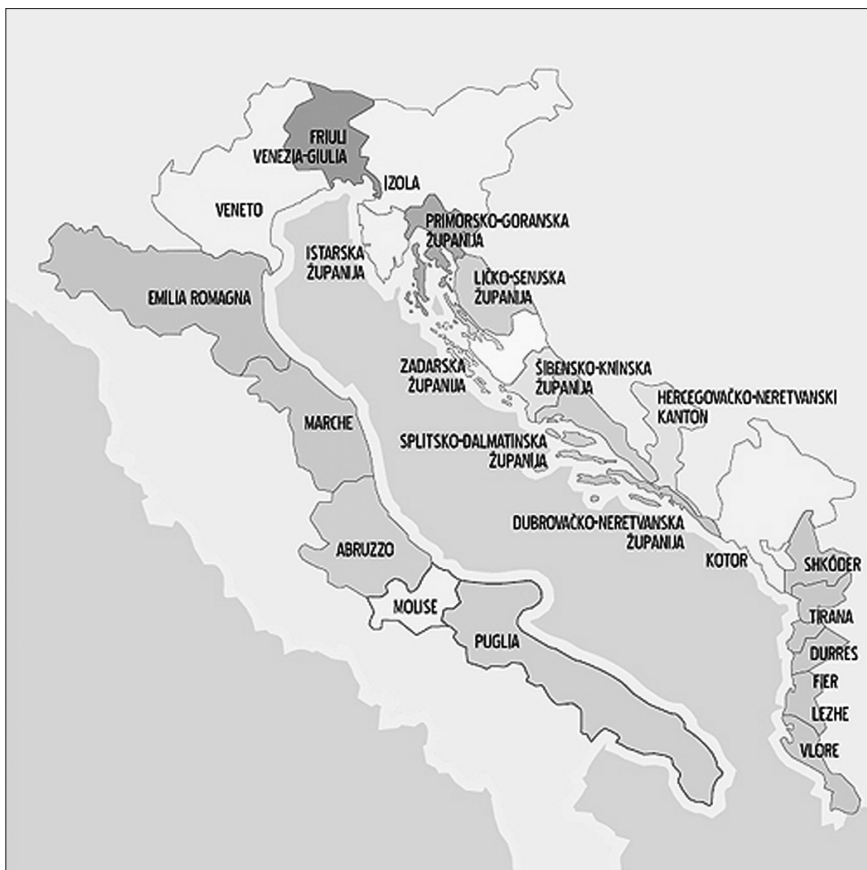 FRIULI
VENEZIA-GIULIA
IZOLA
VENETO
PRIMORSKO-GORANSKA
ŽUPANIJA
ISTARSKA
ŽUPANIJA
LIČKO-SENJSKA
ŽUPANIJA
EMILIA ROMAGNA
ZADARSKA
ŽUPANIJA
ŠIBENSKO-KNINSKA
ŽUPANIJA
HERCEGOVAČKO-NERETVANSKI
KANTON
MARCHE
SPLITSKO-DALMATINSKA
ŽUPANIJA
DUBROVAČKO-NERETVANSKA
ŽUPANIJA
ABRUZZO
KOTOR
SHKÓDER
MOLISE
TIRANA
PUGLIA
DURRES
FIER
LEZHE
VLORE